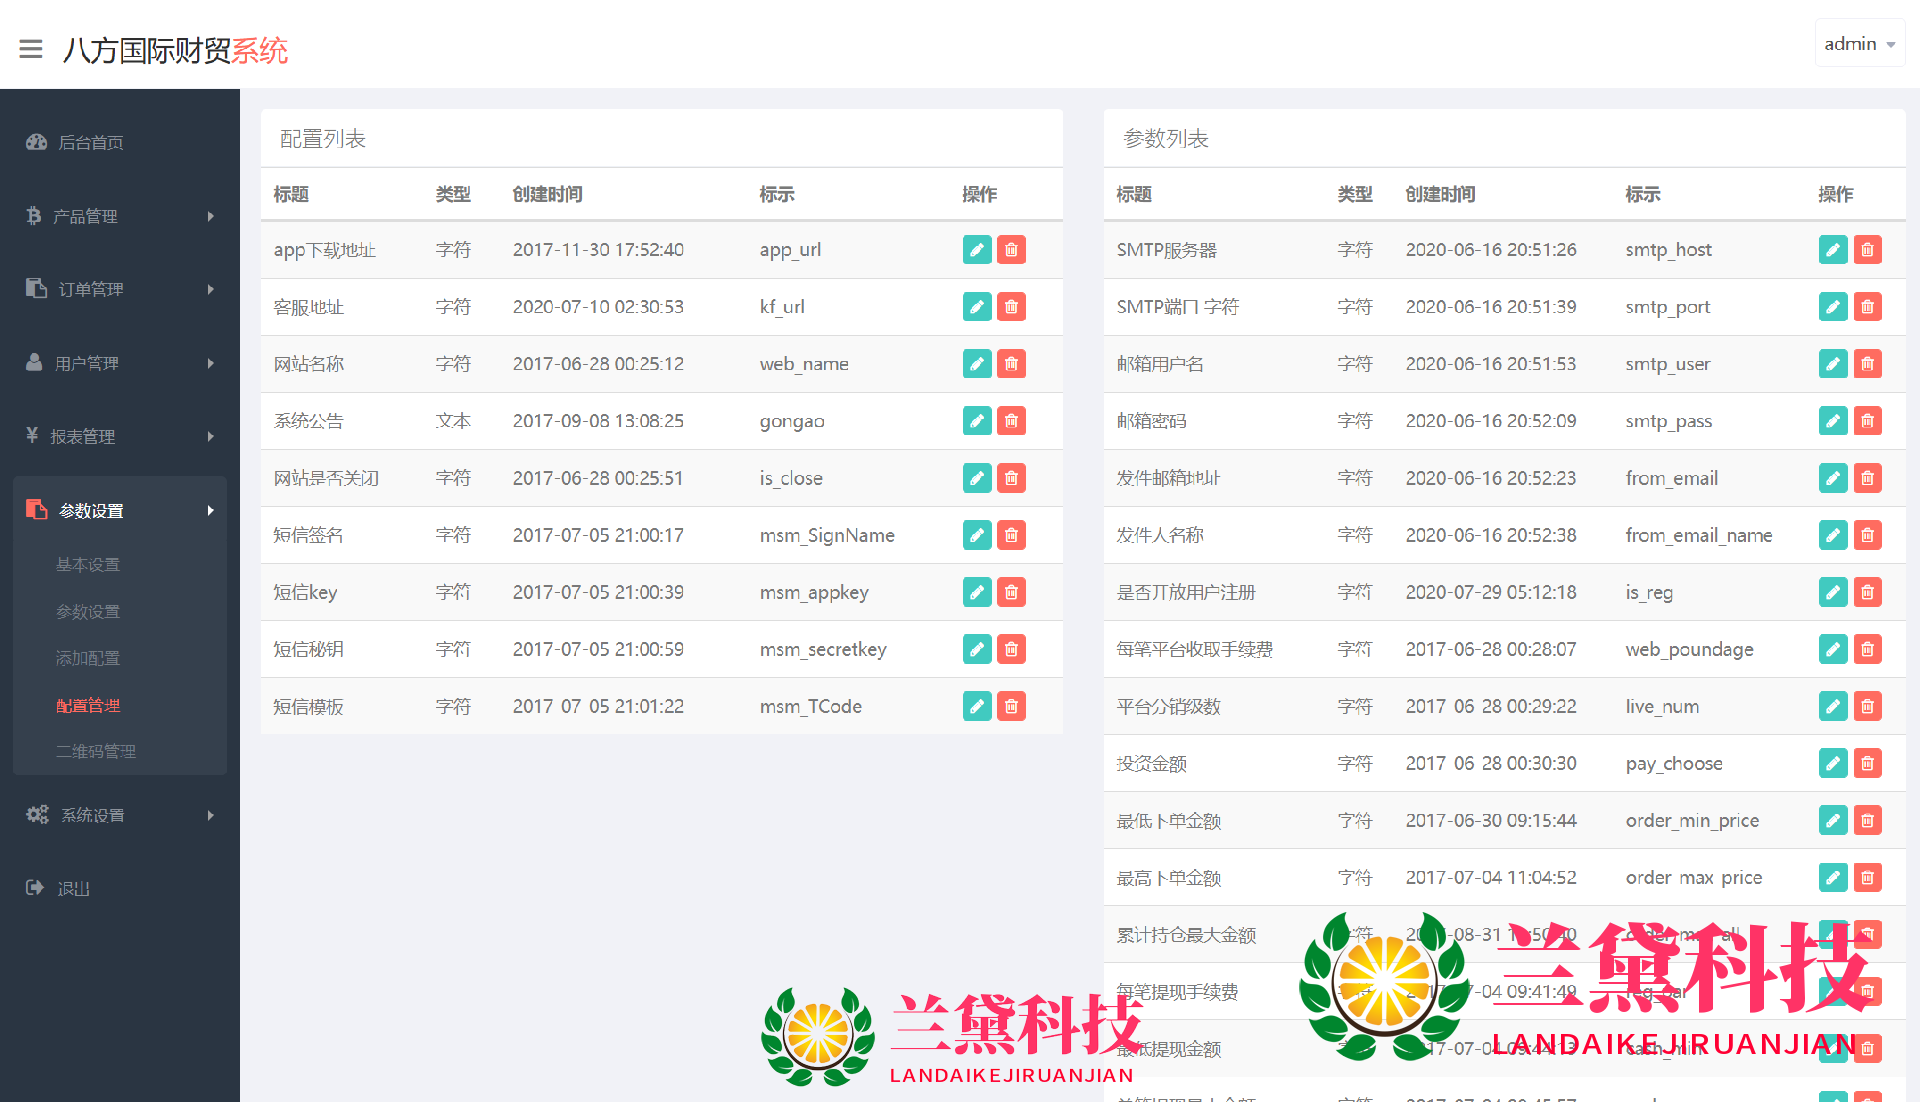 八方国际财贸系统
admin
后台首页
产品管理
订单管理
用户管理
报表管理
参数设置
基本设置
参数设置
添加配置
配置管理
二维码管理
系统设置
退出
配置列表
标题 类型 创建时间 标示 操作
app下载地址 字符 2017-11-30 17:52:40 app_url
客服地址 字符 2020-07-10 02:30:53 kf_url
网站名称 字符 2017-06-28 00:25:12 web_name
系统公告 文本 2017-09-08 13:08:25 gongao
网站是否关闭 字符 2017-06-28 00:25:51 is_close
短信签名 字符 2017-07-05 21:00:17 msm_SignName
短信key 字符 2017-07-05 21:00:39 msm_appkey
短信秘钥 字符 2017-07-05 21:00:59 msm_secretkey
短信模板 字符 2017-07-05 21:01:22 msm_TCode
参数列表
标题 类型 创建时间 标示 操作
SMTP服务器 字符 2020-06-16 20:51:26 smtp_host
SMTP端口 字符 2020-06-16 20:51:39 smtp_port
邮箱用户名 字符 2020-06-16 20:51:53 smtp_user
邮箱密码 字符 2020-06-16 20:52:09 smtp_pass
发件邮箱地址 字符 2020-06-16 20:52:23 from_email
发件人名称 字符 2020-06-16 20:52:38 from_email_name
是否开放用户注册 字符 2020-07-29 05:12:18 is_reg
每笔平台收取手续费 字符 2017-06-28 00:28:07 web_poundage
平台分销级数 字符 2017-06-28 00:29:22 live_num
投资金额 字符 2017-06-28 00:30:30 pay_choose
最低下单金额 字符 2017-06-30 09:15:44 order_min_price
最高下单金额 字符 2017-07-04 11:04:52 order_max_price
累计持仓最大金额 字符
每笔提现手续费 09:41:49
最低提现金额
兰黛科技
LANDAIKEJIRUANJIAN
兰黛科技
LANDAIKEJIRUANJIAN